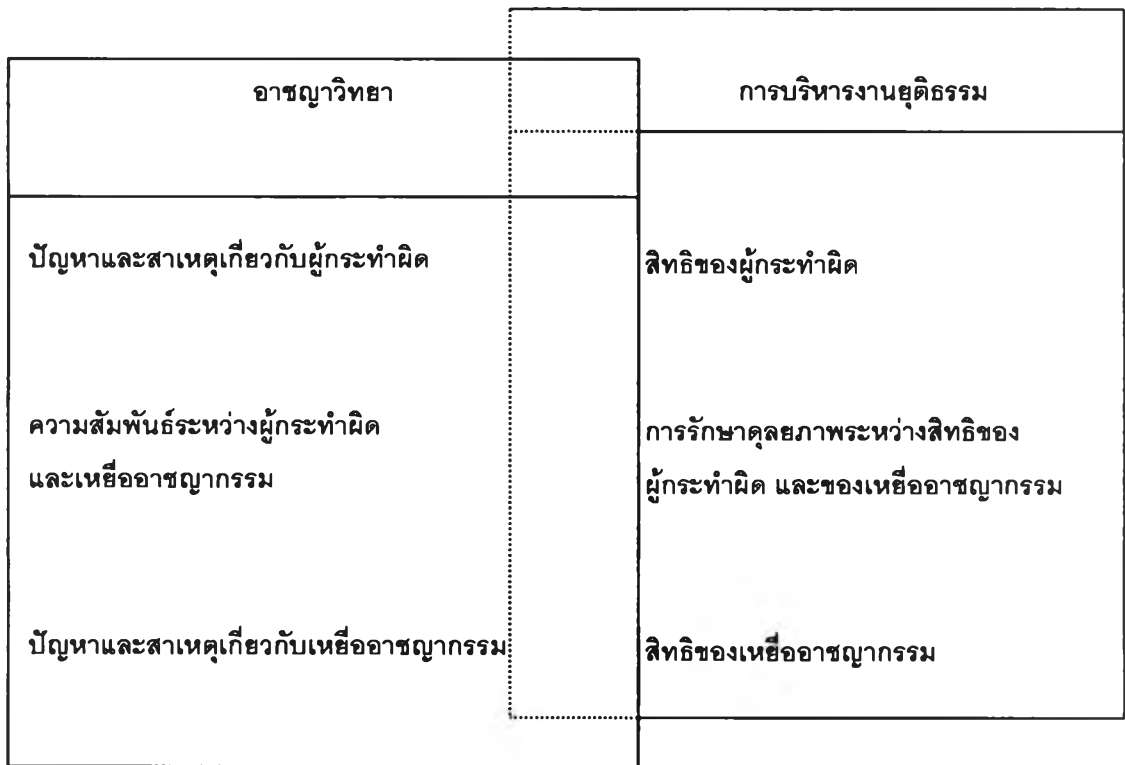 อาชญาวิทยา
ปัญหาและสาเหตุเกี่ยวกับผู้กระทำผิด
ความสัมพันธ์ระหว่างผู้กระทำผิด
และเหยื่ออาชญากรรม
ปัญหาและสาเหตุเกี่ยวกับเหยื่ออาชญากรรม
การบริหารงานยุติธรรม
สิทธิของผู้กระทำผิด
การรักษาดุลยภาพระหว่างสิทธิของ
ผู้กระทำผิด และของเหยื่ออาชญากรรม
สิทธิของเหยื่ออาชญากรรม